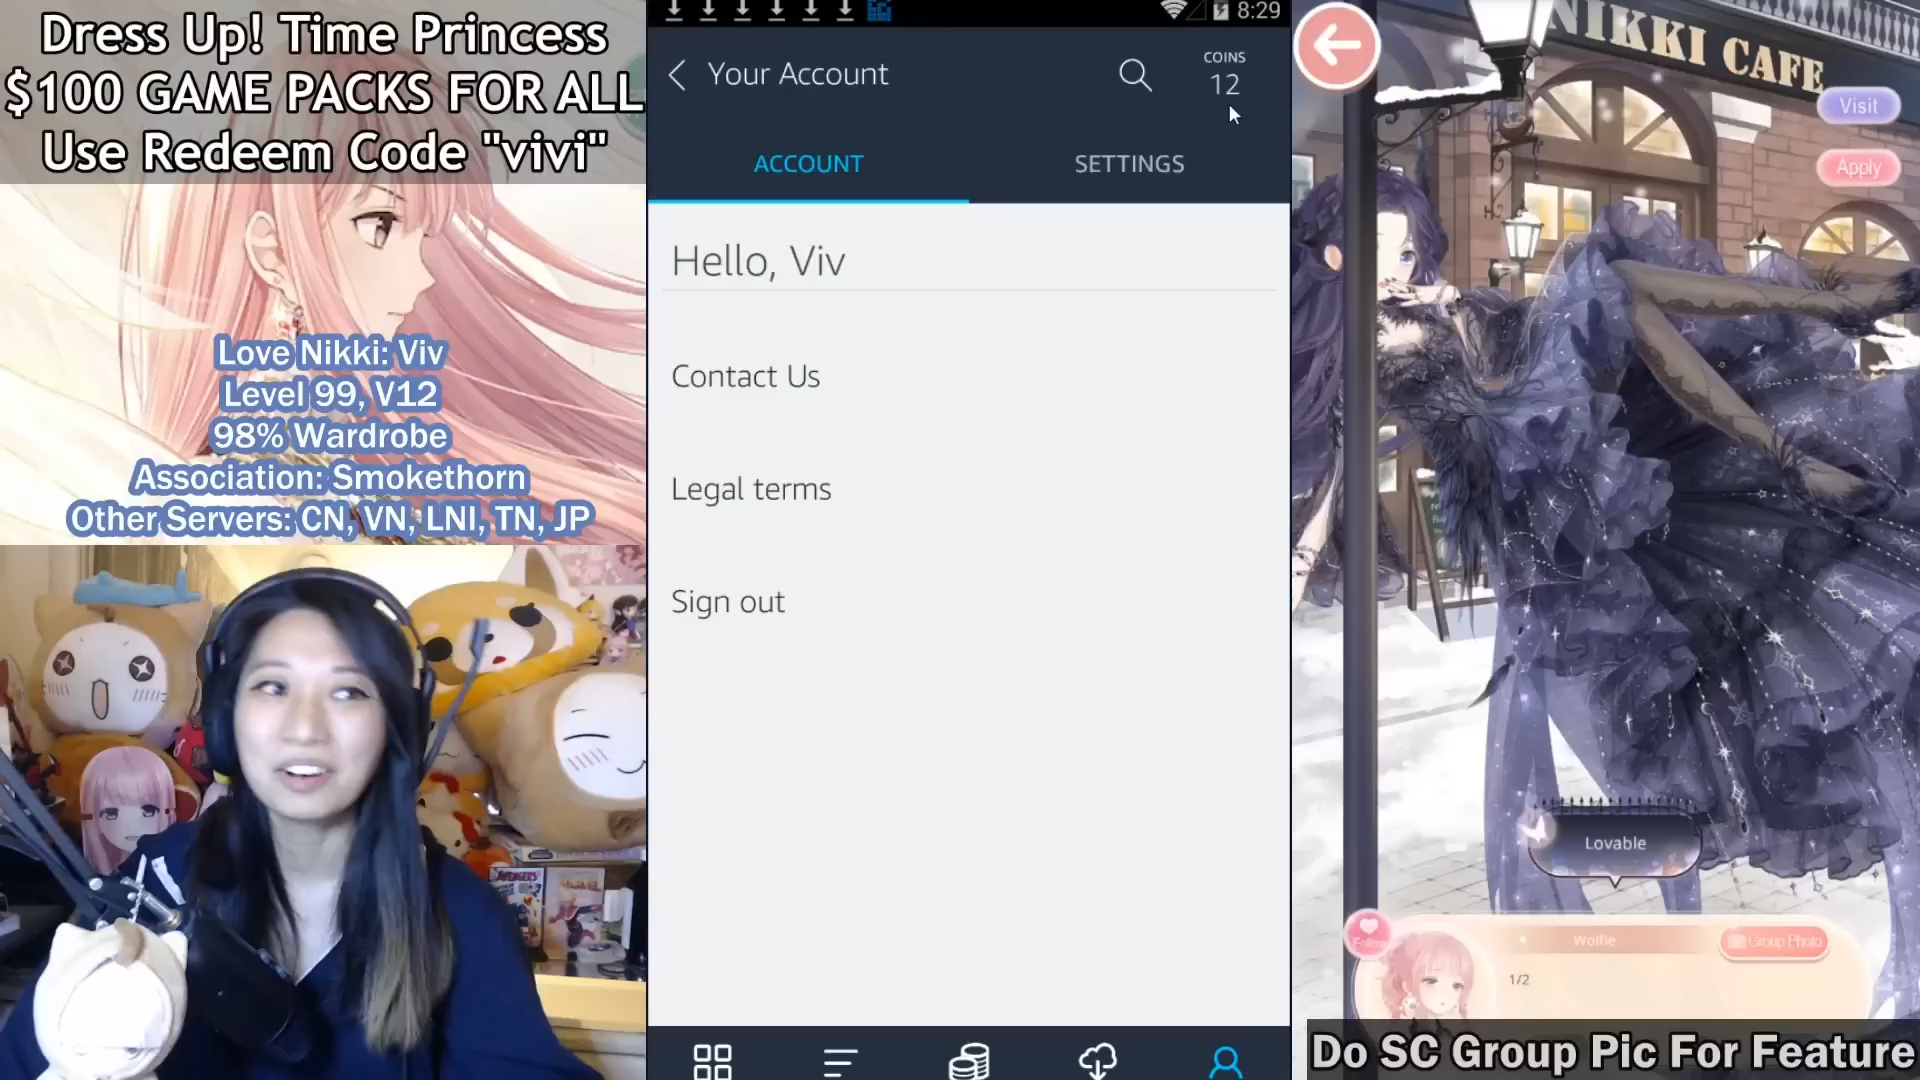 Dress Up! Time Princess
$100 GAME PACKS FOR ALL
Use Redeem Code "vivi"
Love Nikki: Viv
Level 99, V12
98% Wardrobe
Association: Smokethorn
Other Servers: CN, VN, LNI, TN, JP
8:29
Your Account
COINS
12
ACCOUNT
SETTINGS
Hello, Viv
Contact Us
Legal terms
Sign out
NIKKI CAFE
Visit
Apply
Lovable
Follow
Wolfie
Group Photo
1/2
Do SC Group Pic For Feature
AVENGERS